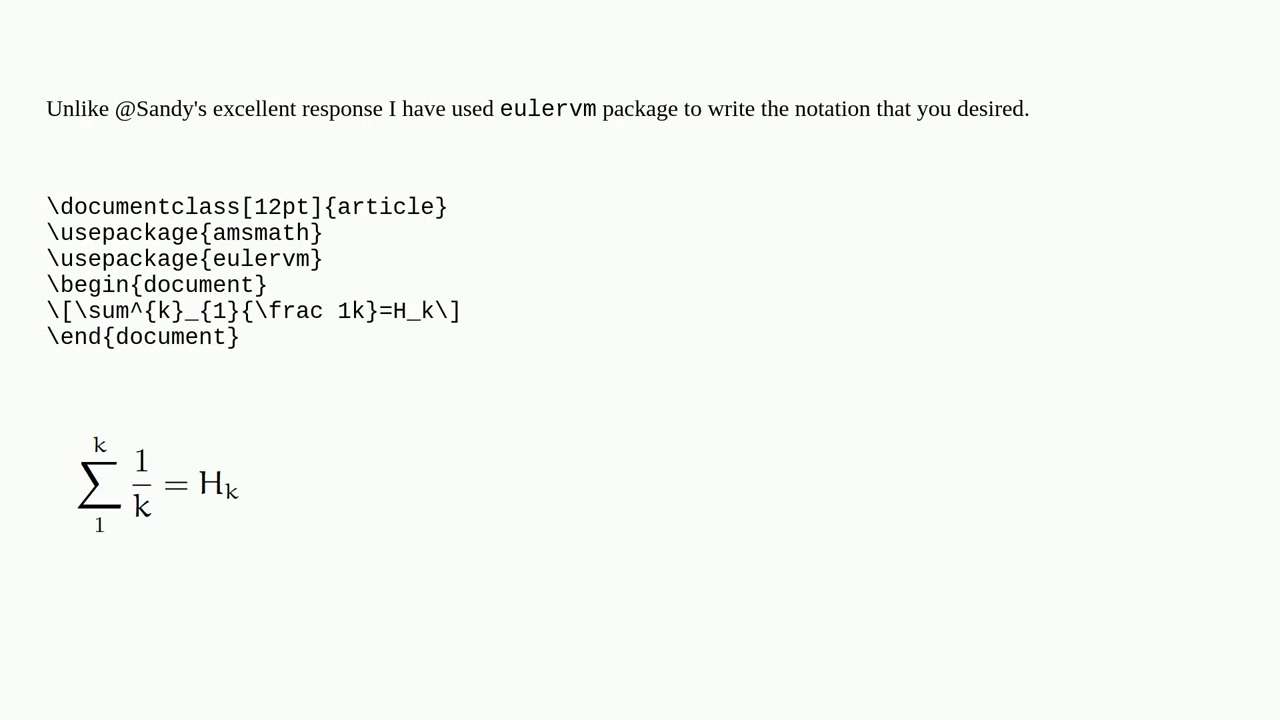 Unlike @Sandy's excellent response I have used eulervm package to write the notation that you desired.
\documentclass[12pt]{article}
\usepackage{amsmath}
\usepackage{eulervm}
\begin{document}
\[\sum^{k}_{1}{\frac 1k}=H_k\]
\end{document}
k
∑ 1/k = H_k
1